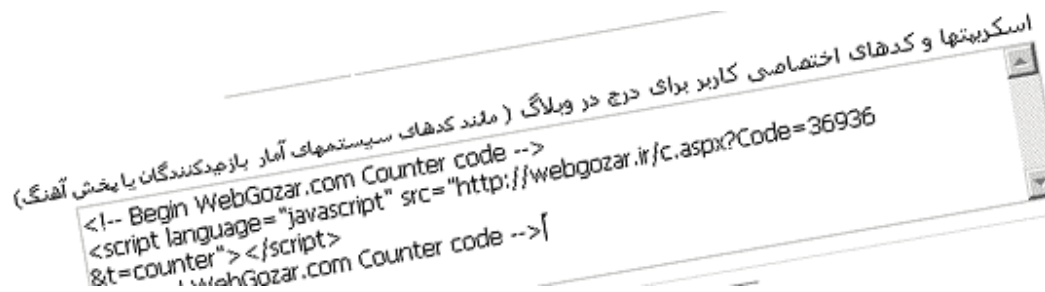 اسکریپتها و کدهای اختصاصی کاربر برای درج در وبلاگ ( مانند کدهای سیستمهای آمار بازدیدکنندگان یا پخش آهنگ)
<!-- Begin WebGozar.com Counter code -->
<script language="javascript" src="http://webgozar.ir/c.aspx?Code=36936
&t=counter"></script>
WebGozar.com Counter code -->